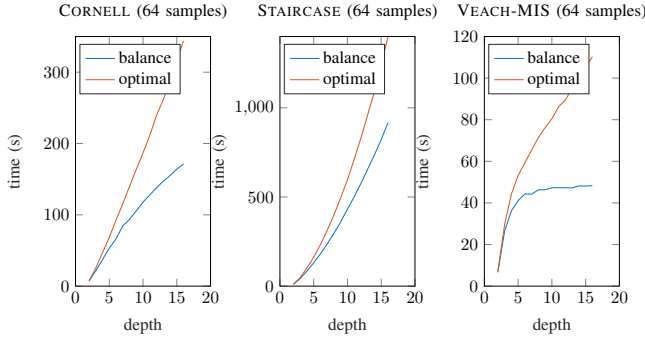 CORNELL (64 samples)
balance
optimal
300
200
100
0
time (s)
0 5 10 15 20
depth
STAIRCASE (64 samples)
balance
optimal
1,000
500
0
time (s)
0 5 10 15 20
depth
VEACH-MIS (64 samples)
balance
optimal
120
100
80
60
40
20
0
time (s)
0 5 10 15 20
depth